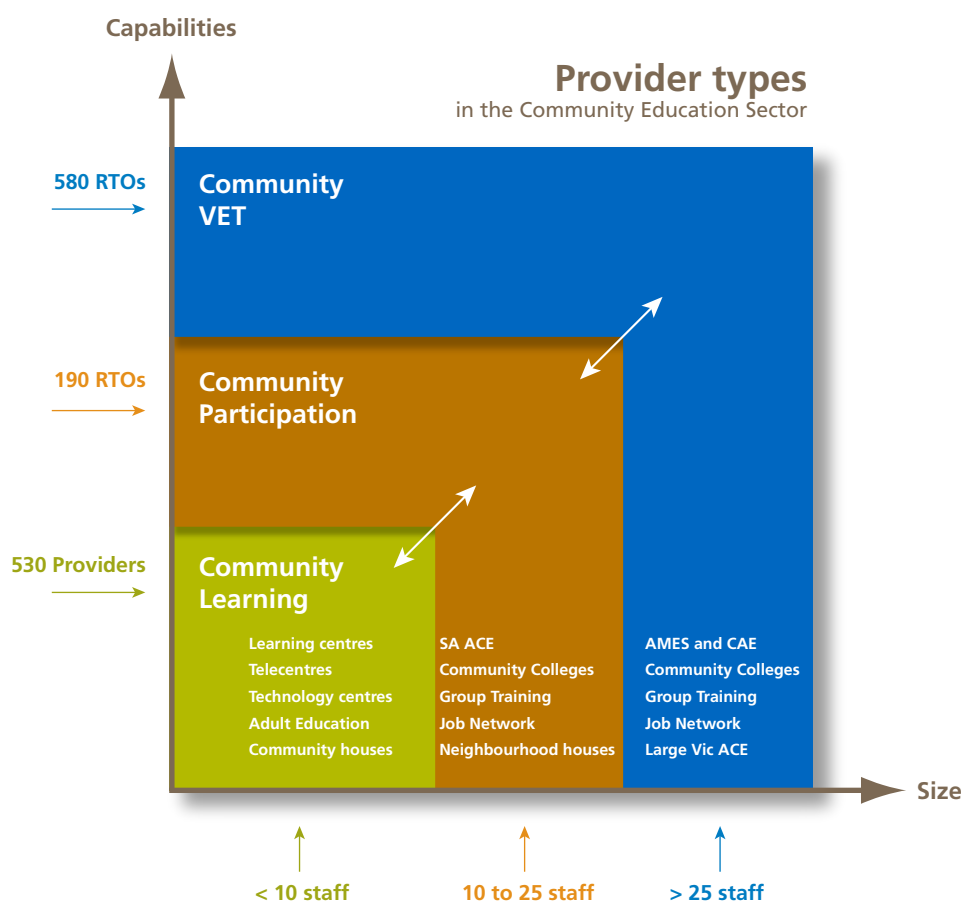 Capabilities
Provider types
in the Community Education Sector
580 RTOs
Community
VET
190 RTOs
Community
Participation
530 Providers
Community
Learning
Learning centres
Telecentres
Technology centres
Adult Education
Community houses
SA ACE
Community Colleges
Group Training
Job Network
Neighbourhood houses
AMES and CAE
Community Colleges
Group Training
Job Network
Large Vic ACE
Size
< 10 staff
10 to 25 staff
> 25 staff